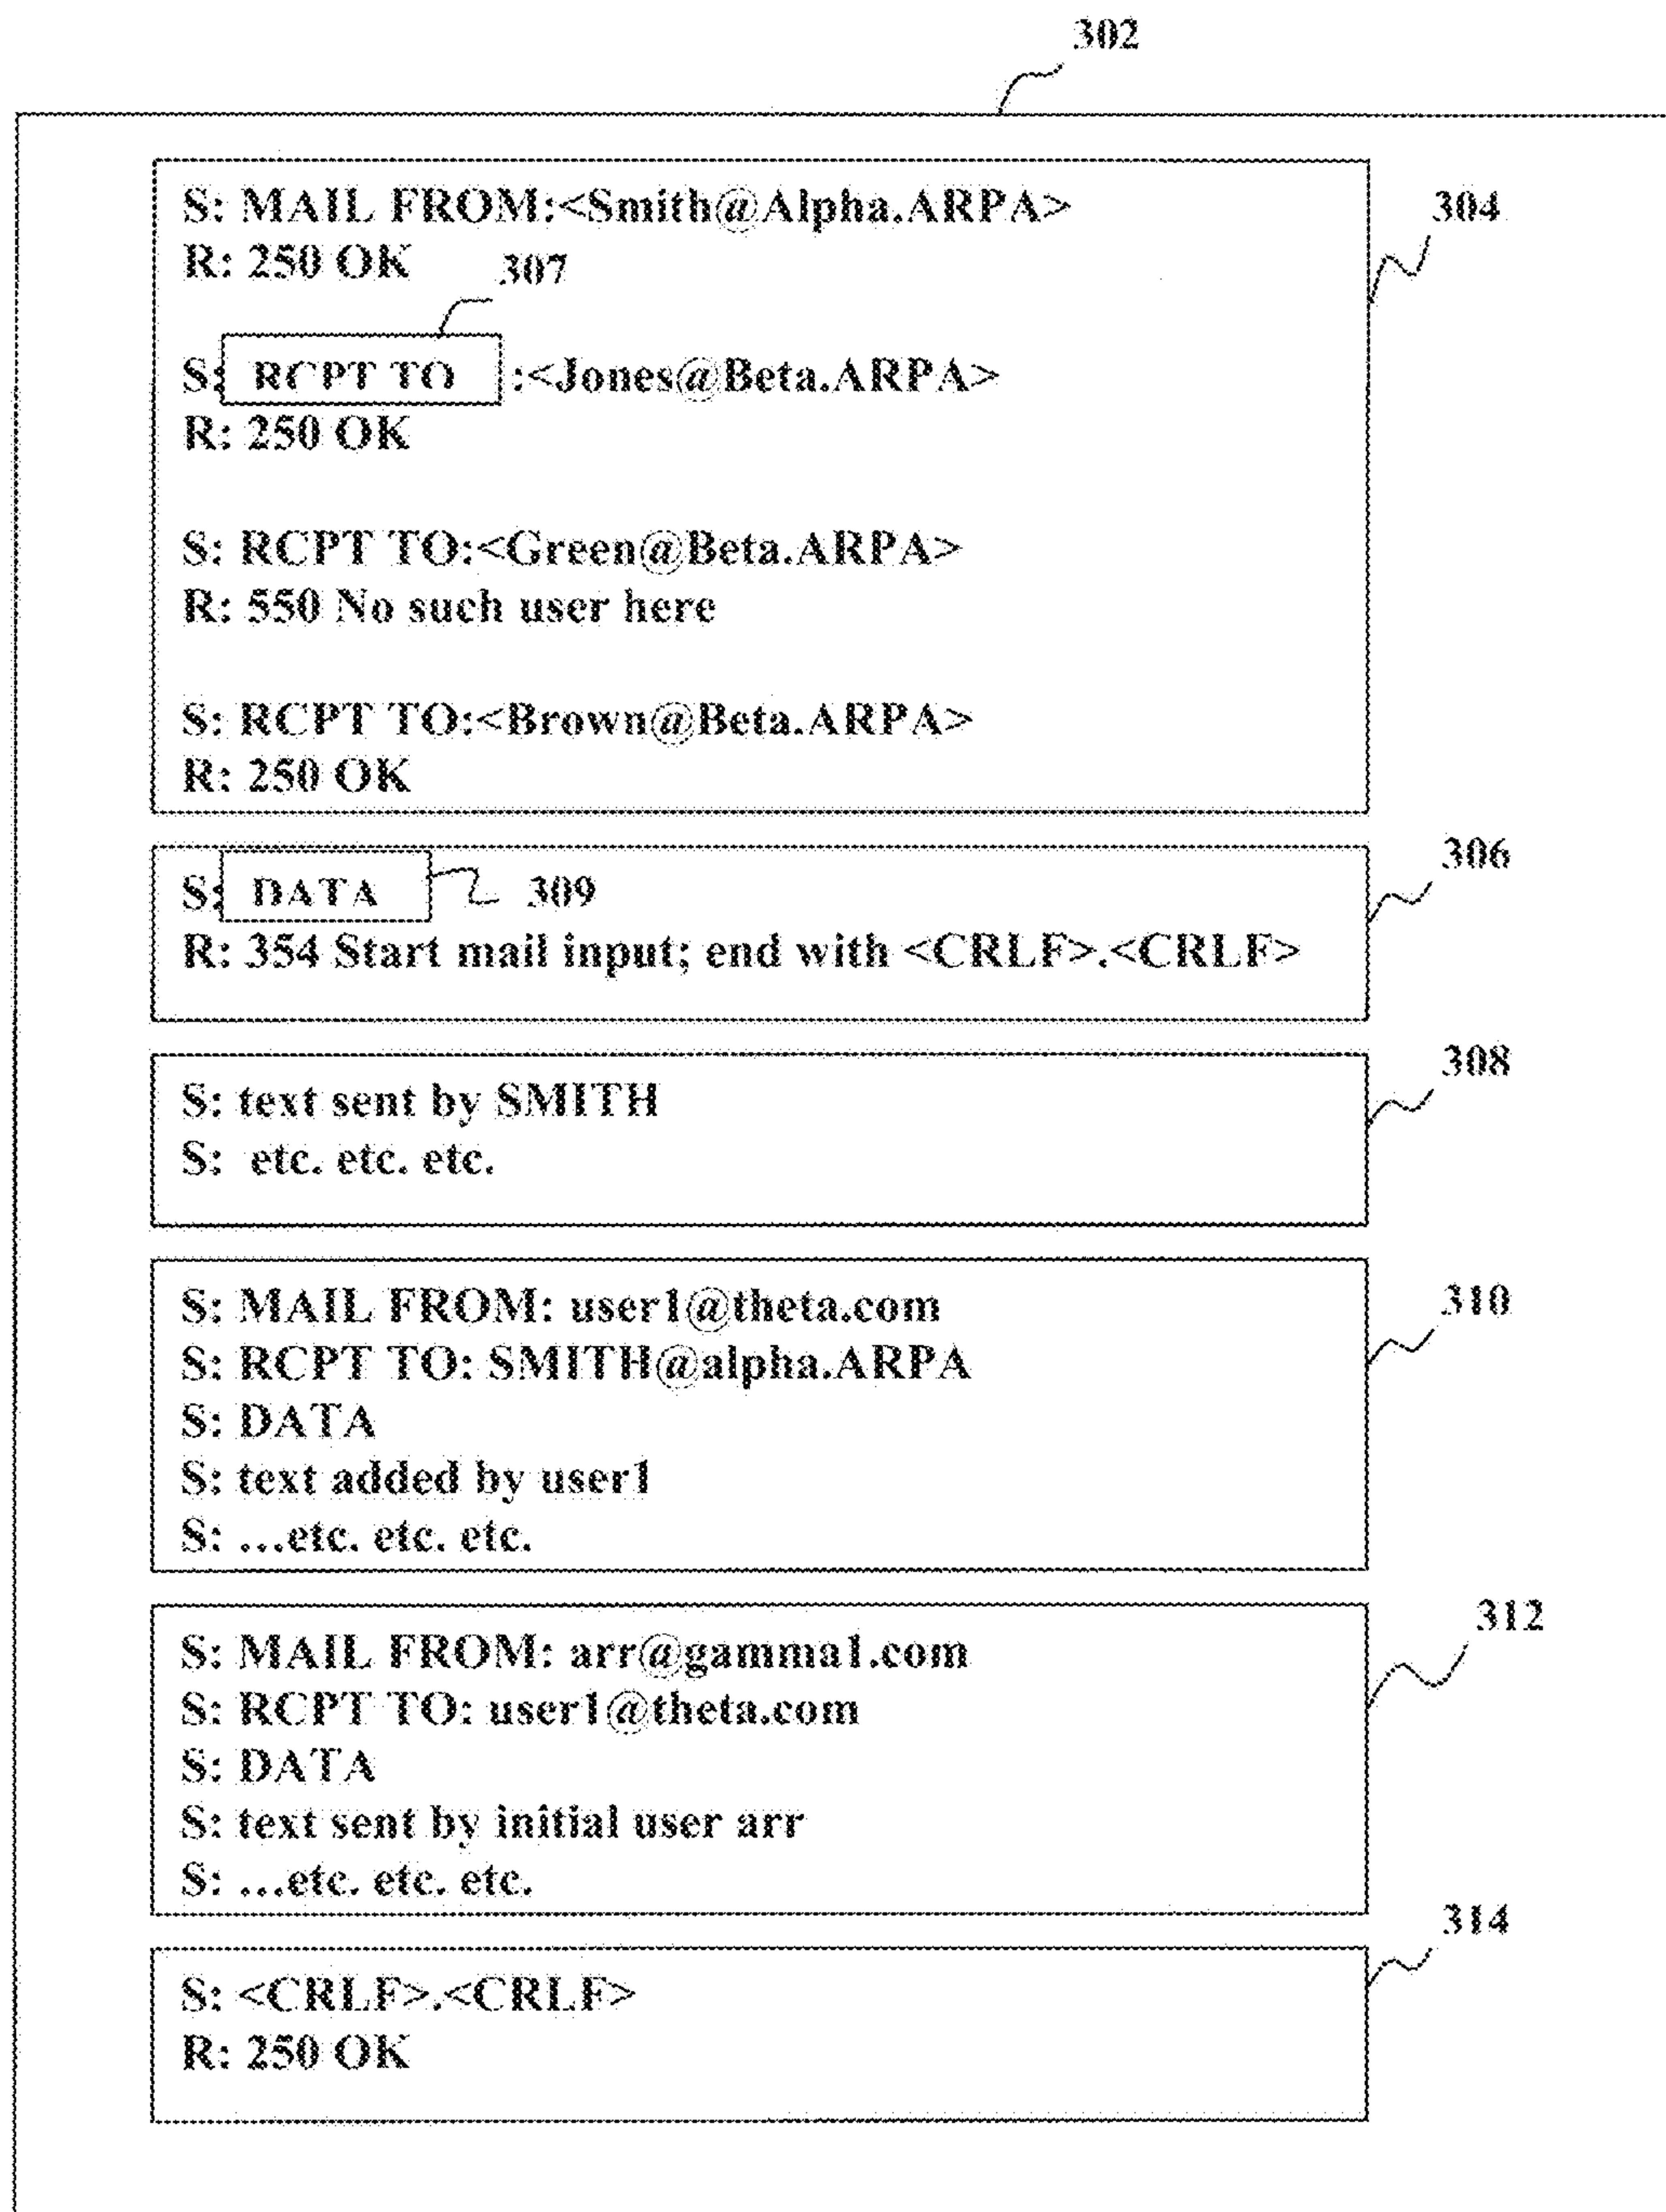 302
S: MAIL FROM:<Smith@Alpha.ARPA>
304
R: 250 OK
307
S: RCPT TO :<Jones@Beta.ARPA>
R: 250 OK
S: RCPT TO:<Green@Beta.ARPA>
R: 550 No such user here
S: RCPT TO:<Brown@Beta.ARPA>
R: 250 OK
306
S: DATA 309
R: 354 Start mail input; end with <CRLF>.<CRLF>
308
S: text sent by SMITH
S: etc. etc. etc.
310
S: MAIL FROM: user1@theta.com
S: RCPT TO: SMITH@alpha.ARPA
S: DATA
S: text added by user1
S: ...etc. etc. etc.
312
S: MAIL FROM: arr@gamma1.com
S: RCPT TO: user1@theta.com
S: DATA
S: text sent by initial user arr
S: ...etc. etc. etc.
314
S: <CRLF>.<CRLF>
R: 250 OK